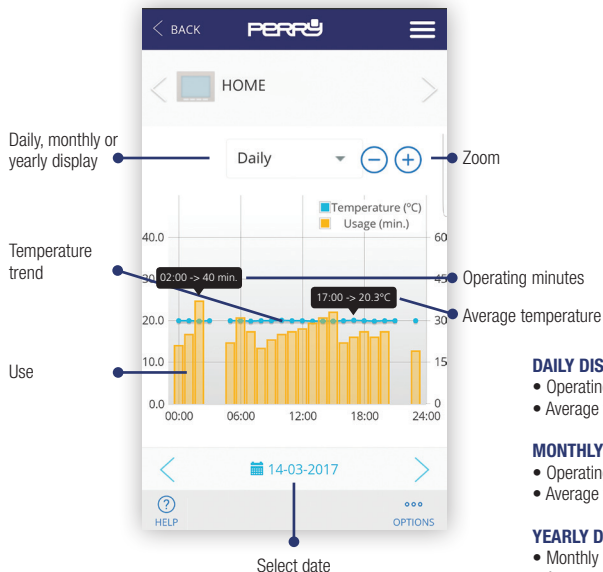 BACK
PERRY
HOME
Daily, monthly or
yearly display
Daily
Zoom
Temperature (ºC)
Usage (min.)
40.0
60
Temperature
trend
02:00 -> 40 min.
45
Operating minutes
17:00 -> 20.3°C
20.0
30
Average temperature
Use
10.0
15
0.0
0
00:00
06:00
12:00
18:00
24:00
14-03-2017
HELP
OPTIONS
Select date
DAILY DIS
• Operatin
• Average
MONTHLY
• Operatin
• Average
YEARLY D
• Monthly